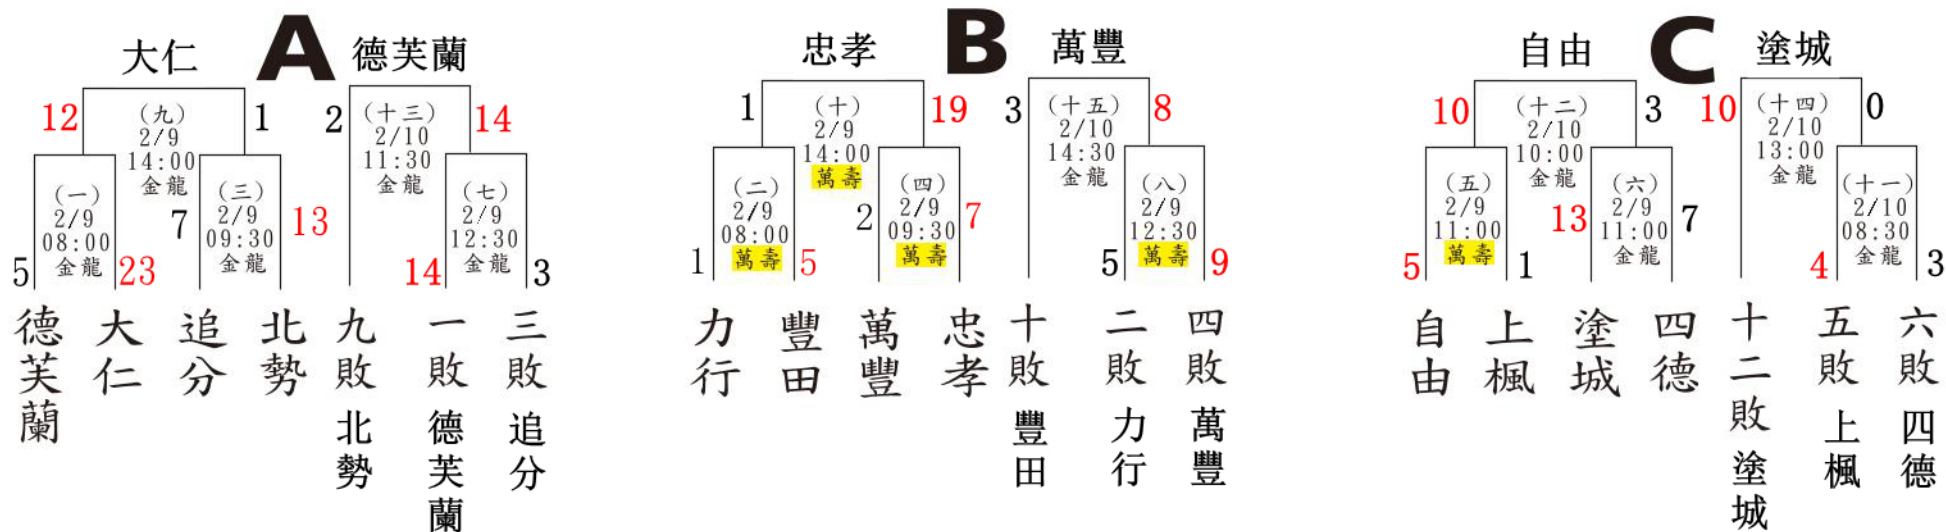 A
大仁
德芙蘭
12
(九)
2/9
14:00
金龍
1
2
(十三)
2/10
11:30
金龍
14
(一)
2/9
08:00
金龍
5
23
7
(三)
2/9
09:30
金龍
13
(七)
2/9
12:30
金龍
14
3
德芙蘭
大仁
追分
北勢
九敗
北勢
一敗
德芙蘭
三敗
追分
B
忠孝
萬豐
1
(十)
2/9
14:00
萬壽
19
3
(十五)
2/10
14:30
金龍
8
(二)
2/9
08:00
萬壽
1
5
2
(四)
2/9
09:30
萬壽
7
(八)
2/9
12:30
萬壽
5
9
力行
豐田
萬豐
忠孝
十敗
豐田
二敗
力行
四敗
萬豐
C
自由
塗城
10
(十二)
2/10
10:00
金龍
3
10
(十四)
2/10
13:00
金龍
0
(五)
2/9
11:00
萬壽
5
1
13
(六)
2/9
11:00
金龍
7
(十一)
2/10
08:30
金龍
4
3
自由
上楓
塗城
四德
十二敗
塗城
五敗
上楓
六敗
四德